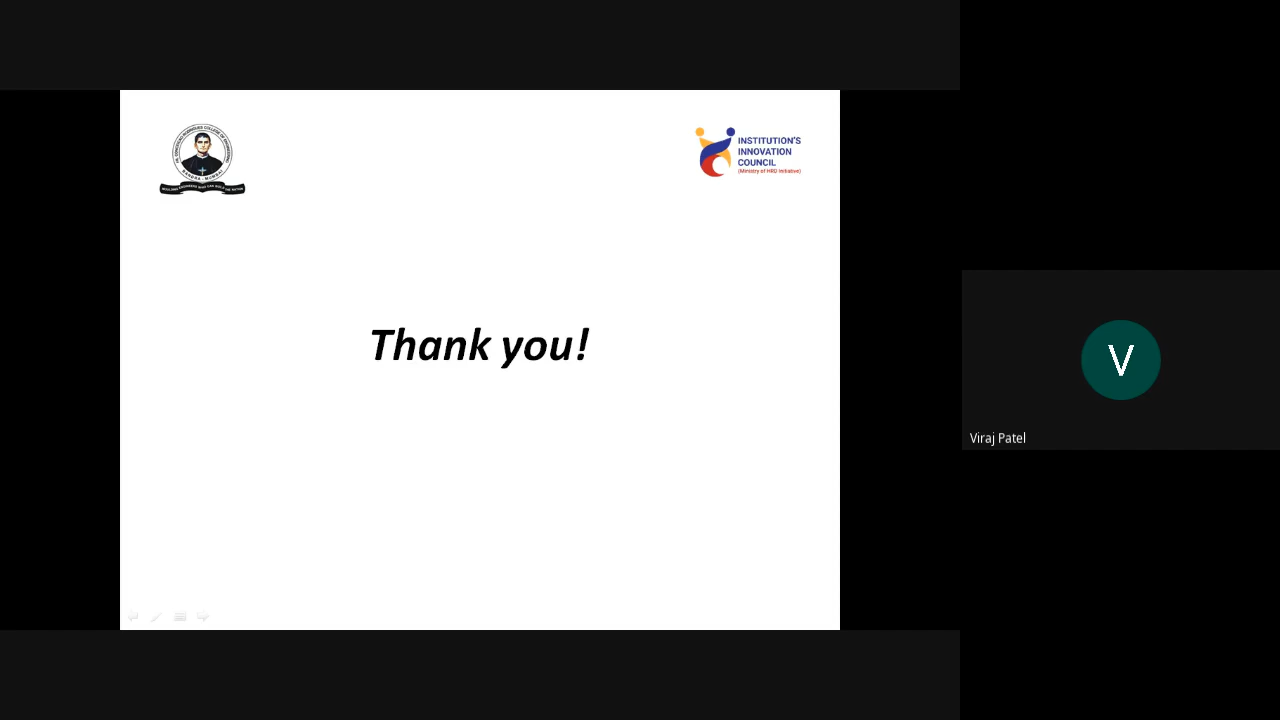 INSTITUTION'S
INNOVATION
COUNCIL
(Ministry of HRD Initiative)
Thank you!
V
Viraj Patel